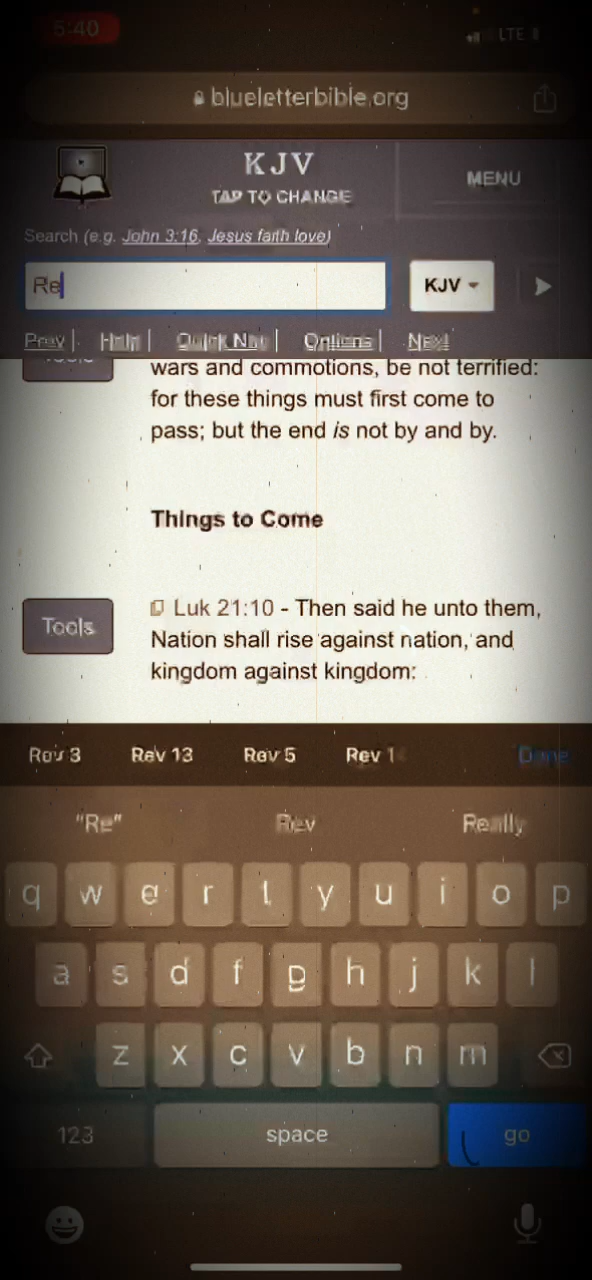 5:40
LTE
blueletterbible.org
KJV
TAP TO CHANGE
MENU
Search (e.g. John 3:16, Jesus faith love)
Re
KJV
Prev | Help | Quick Nav | Options | Next
Tools
wars and commotions, be not terrified:
for these things must first come to
pass; but the end is not by and by.
Things to Come
Tools
Luk 21:10 - Then said he unto them,
Nation shall rise against nation, and
kingdom against kingdom:
Rev 3 Rev 13 Rev 5 Rev 1 Done
"Re" Rev Really
q w e r t y u i o p
a s d f g h j k l
z x c v b n m
123 space go